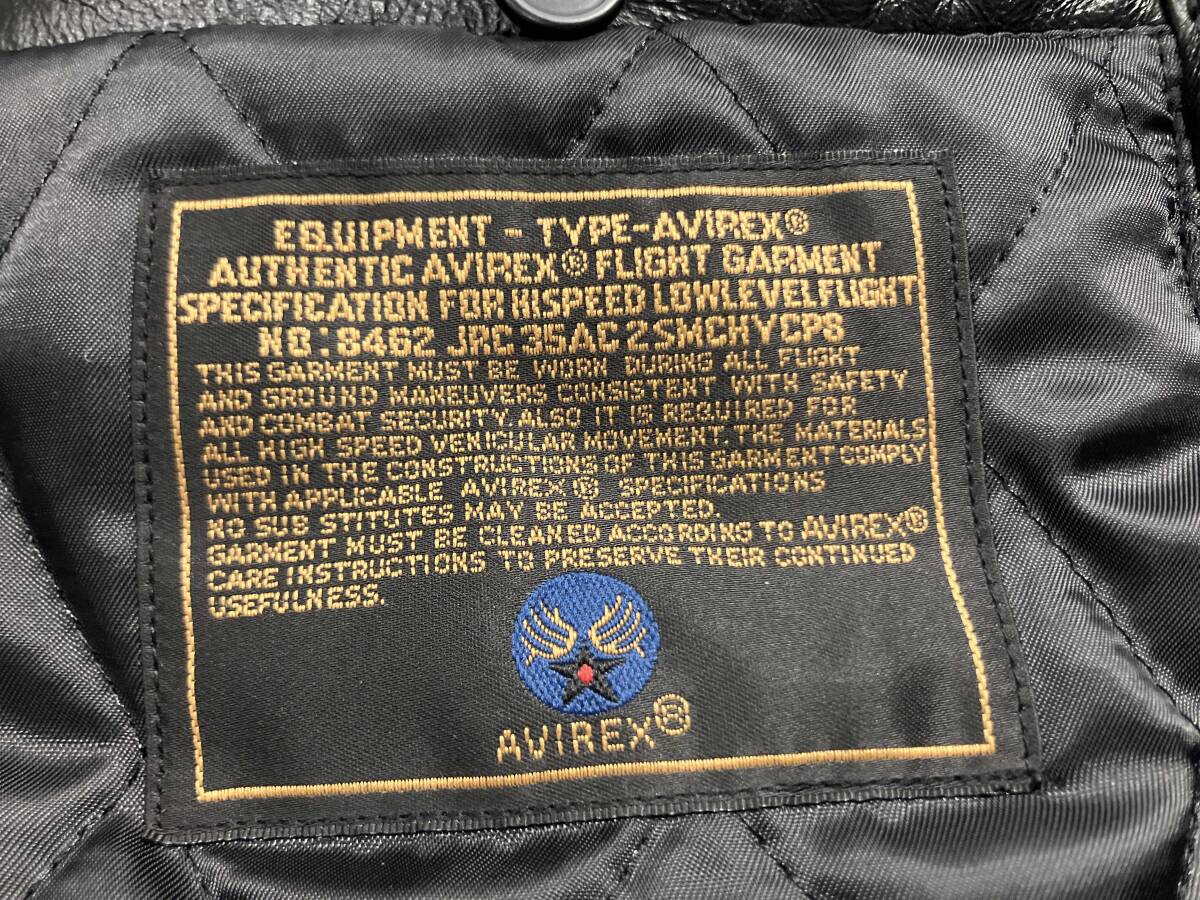 EQUIPMENT - TYPE-AVIREX®
AUTHENTIC AVIREX® FLIGHT GARMENT
SPECIFICATION FOR HISPEED LOWLEVELFLIGHT
NO:8462 JRC 35AC2SMCHYCPS
THIS GARMENT MUST BE WORN DURING ALL FLIGHT
AND GROUND MANEUVERS CONSISTENT WITH SAFETY
AND COMBAT SECURITY ALSO IT IS REQUIRED FOR
ALL HIGH SPEED VENICULAR MOVEMENT. THE MATERIALS
USED IN THE CONSTRUCTIONS OF THIS GARMENT COMPLY
WITH APPLICABLE AVIREX® SPECIFICATIONS
NO SUB STITUTES MAY BE ACCEPTED.
GARMENT MUST BE CLEANED ACCORDING TO AVIREX®
CARE INSTRUCTIONS TO PRESERVE THEIR CONTINUED
USEFULNESS.
AVIREX®